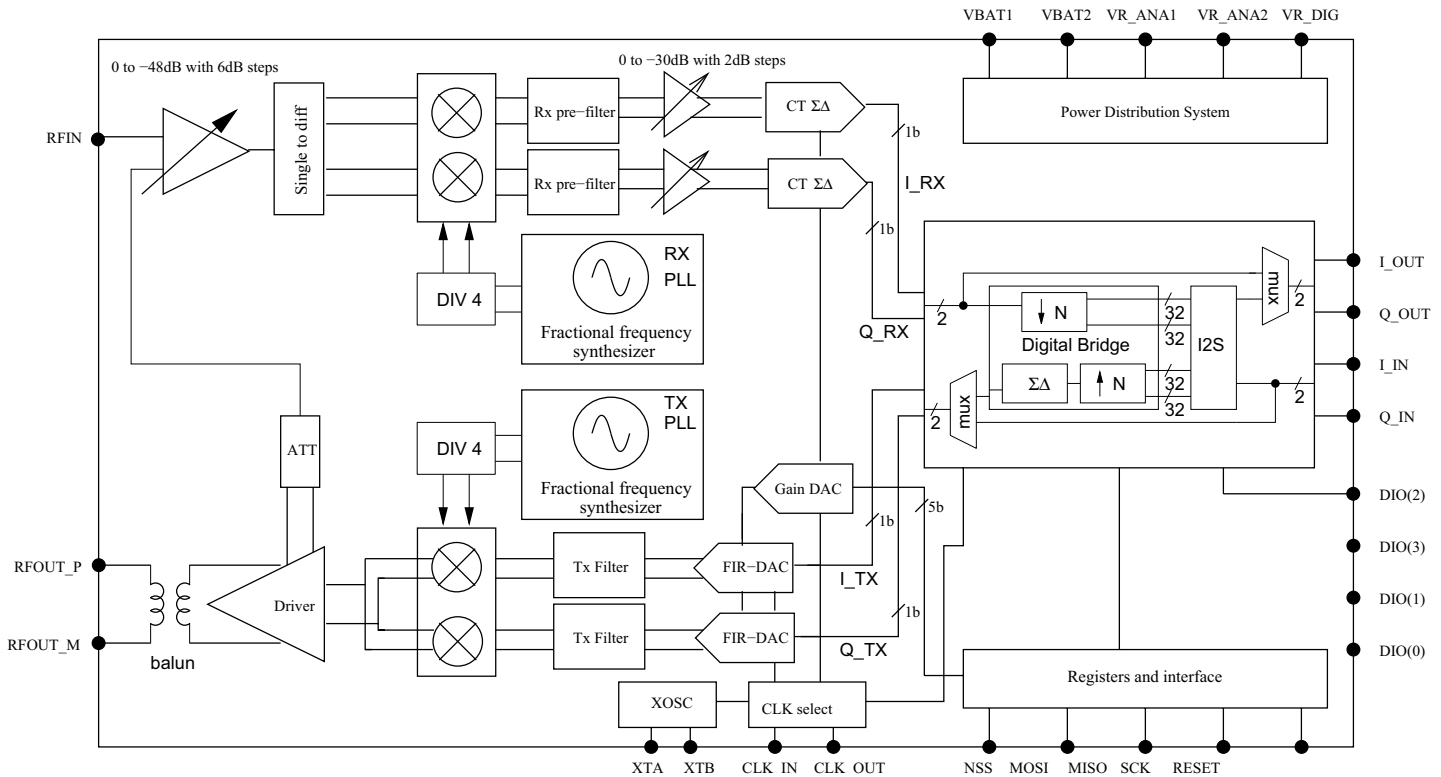 VBAT1 VBAT2 VR_ANA1 VR_ANA2 VR_DIG
0 to −48dB with 6dB steps
0 to −30dB with 2dB steps
RFIN
Single to diff
Rx pre−filter
CT ΣΔ
1b
Power Distribution System
Rx pre−filter
CT ΣΔ
I_RX
1b
RX
PLL
DIV 4
Fractional frequency
synthesizer
Q_RX
2
N
32
32
Digital Bridge
I2S
mux
2
ΣΔ
N
32
32
mux
2
2
I_OUT
Q_OUT
I_IN
Q_IN
TX
PLL
DIV 4
Fractional frequency
synthesizer
ATT
Gain DAC
1b
5b
DIO(2)
DIO(3)
DIO(1)
DIO(0)
RFOUT_P
RFOUT_M
balun
Driver
Tx Filter
FIR−DAC
I_TX
1b
Tx Filter
FIR−DAC
Q_TX
XOSC
CLK select
Registers and interface
XTA XTB CLK_IN CLK_OUT NSS MOSI MISO SCK RESET